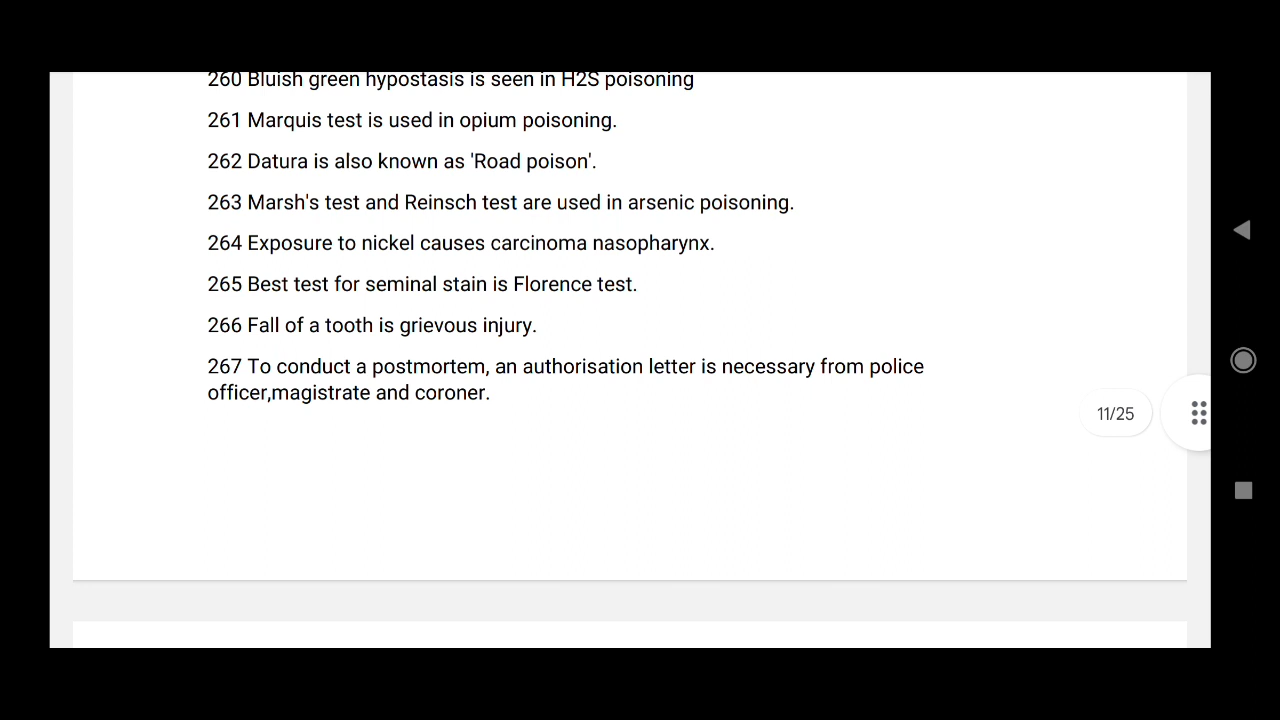 260 Bluish green hypostasis is seen in H2S poisoning
261 Marquis test is used in opium poisoning.
262 Datura is also known as 'Road poison'.
263 Marsh's test and Reinsch test are used in arsenic poisoning.
264 Exposure to nickel causes carcinoma nasopharynx.
265 Best test for seminal stain is Florence test.
266 Fall of a tooth is grievous injury.
267 To conduct a postmortem, an authorisation letter is necessary from police
officer,magistrate and coroner.
11/25